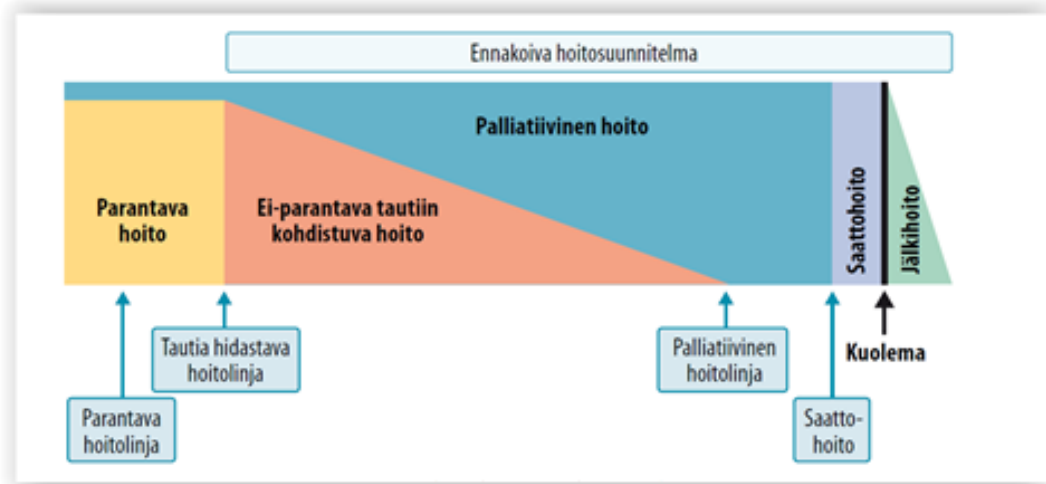 Ennakoiva hoitosuunnitelma
Palliatiivinen hoito
Parantava
hoito
Ei-parantava tautiin
kohdistuva hoito
Saattohoito
Jälkihoito
Tautia hidastava
hoitolinja
Palliatiivinen
hoitolinja
Kuolema
Parantava
hoitolinja
Saatto-
hoito